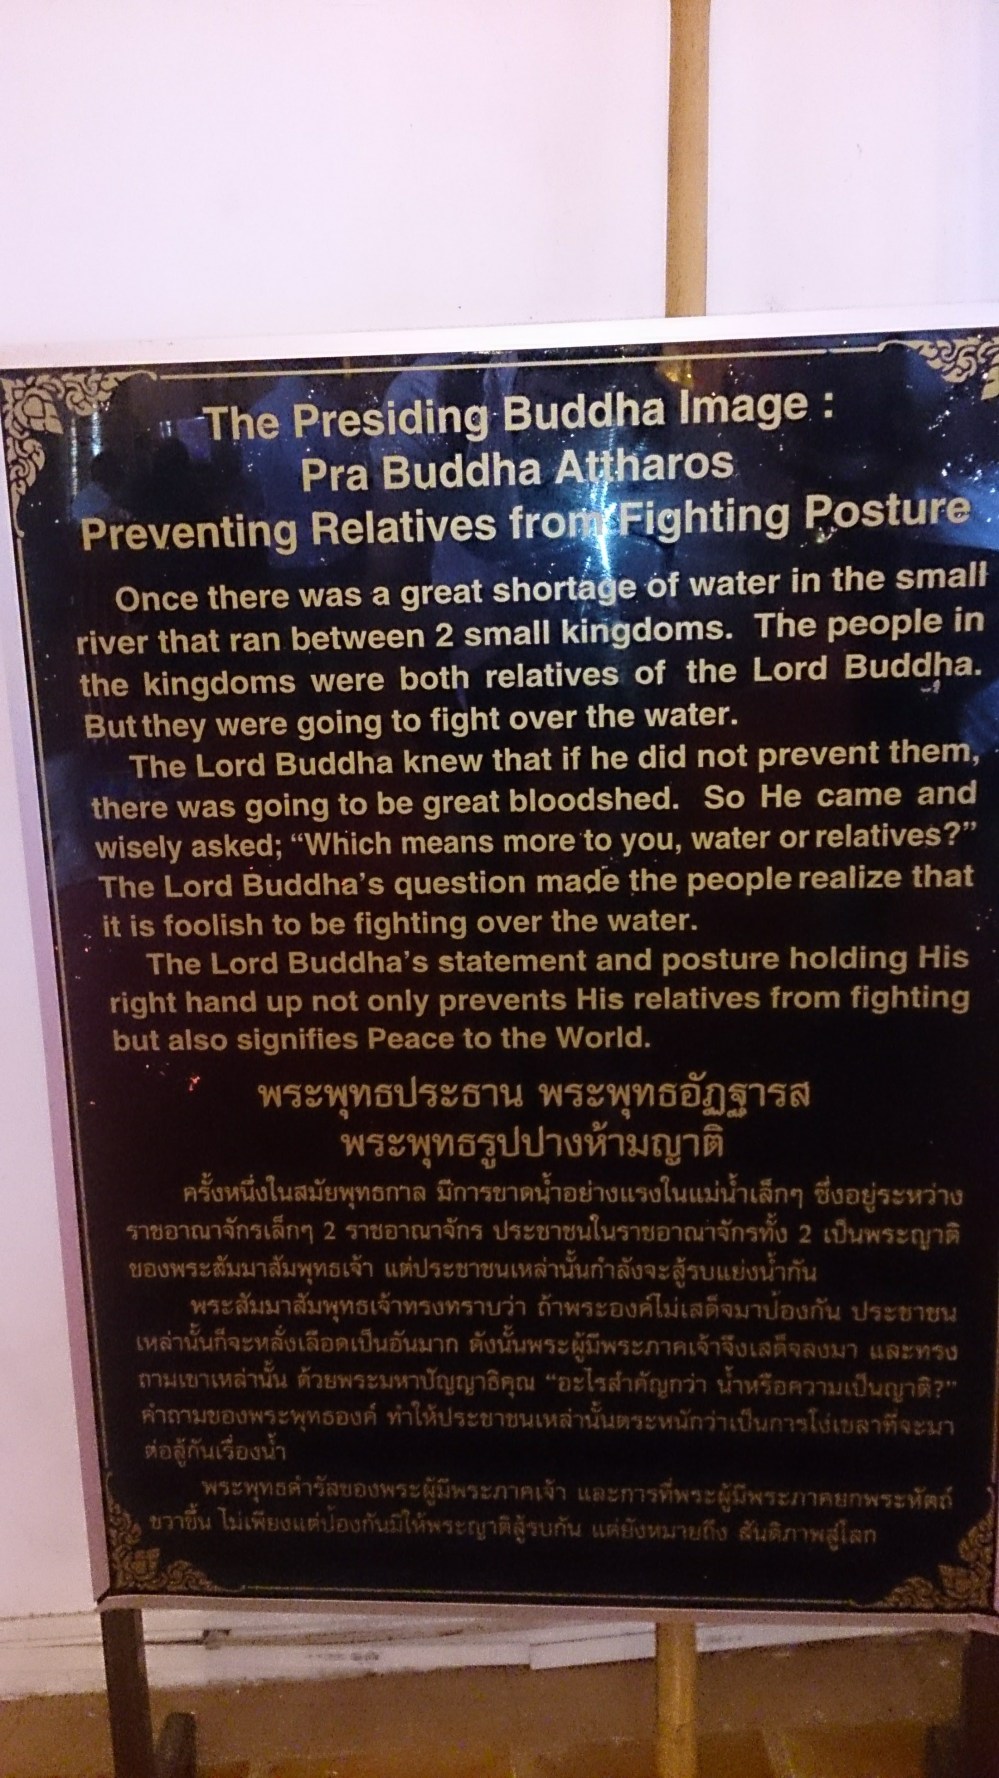 The Presiding Buddha Image :
Pra Buddha Attharos
Preventing Relatives from Fighting Posture
Once there was a great shortage of water in the small
river that ran between 2 small kingdoms. The people in
the kingdoms were both relatives of the Lord Buddha.
But they were going to fight over the water.
The Lord Buddha knew that if he did not prevent them,
there was going to be great bloodshed. So He came and
wisely asked; “Which means more to you, water or relatives?”
The Lord Buddha’s question made the people realize that
it is foolish to be fighting over the water.
The Lord Buddha’s statement and posture holding His
right hand up not only prevents His relatives from fighting
but also signifies Peace to the World.
พระพุทธประธาน พระพุทธอัฏฐารส
พระพุทธรูปปางห้ามญาติ
ครั้งหนึ่งในสมัยพุทธกาล มีการขาดน้ำอย่างแรงในแม่น้ำเล็กๆ ซึ่งอยู่ระหว่าง
ราชอาณาจักรเล็กๆ 2 ราชอาณาจักร ประชาชนในราชอาณาจักรทั้ง 2 เป็นพระญาติ
ของพระสัมมาสัมพุทธเจ้า แต่ประชาชนเหล่านั้นกำลังจะสู้รบแย่งน้ำกัน
พระสัมมาสัมพุทธเจ้าทรงทราบว่า ถ้าพระองค์ไม่เสด็จมาป้องกัน ประชาชน
เหล่านั้นก็จะหลั่งเลือดเป็นอันมาก ดังนั้นพระผู้มีพระภาคเจ้าจึงเสด็จลงมา และทรง
ถามเขาเหล่านั้น ด้วยพระมหาปัญญาธิคุณ “อะไรสำคัญกว่า น้ำหรือความเป็นญาติ?”
คำถามของพระพุทธองค์ ทำให้ประชาชนเหล่านั้นตระหนักว่าเป็นการโง่เขลาที่จะมา
ต่อสู้กันเรื่องน้ำ
พระพุทธดำรัสของพระผู้มีพระภาคเจ้า และการที่พระผู้มีพระภาคยกพระหัตถ์
ขวาขึ้น ไม่เพียงแต่ป้องกันมิให้พระญาติสู้รบกัน แต่ยังหมายถึง สันติภาพสู่โลก